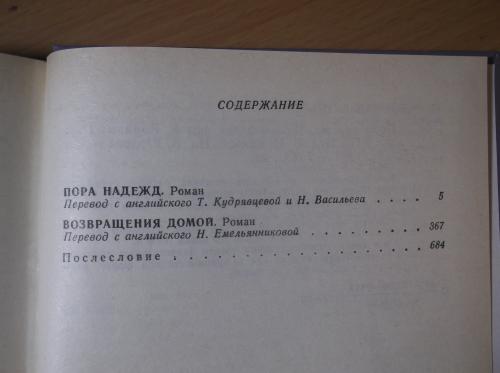 СОДЕРЖАНИЕ
ПОРА НАДЕЖД. Роман
Перевод с английского Т. Кудрявцевой и Н. Васильева . . . . 5
ВОЗВРАЩЕНИЯ ДОМОЙ. Роман
Перевод с английского Н. Емельянниковой . . . . . . . . 367
Послесловие . . . . . . . . . . . . . . . . . 684